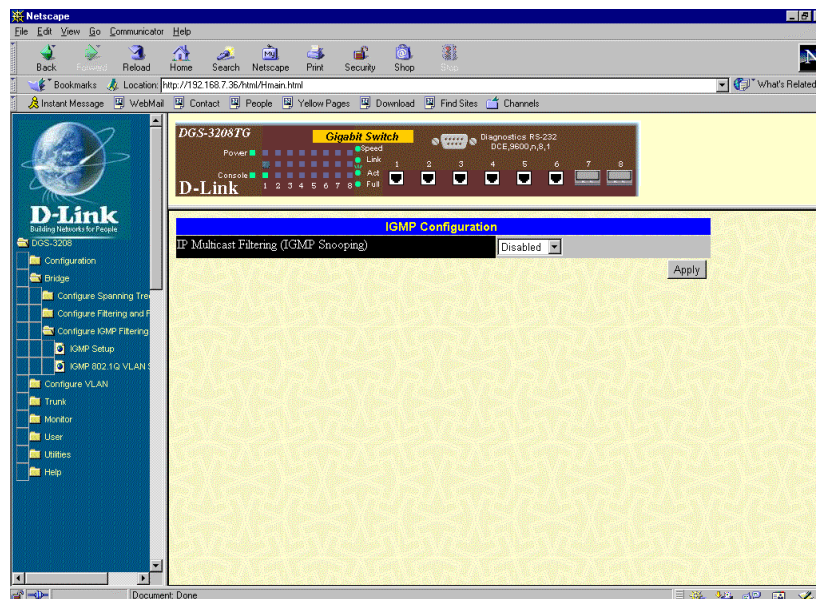 Netscape
File Edit View Go Communicator Help
Back Forward Reload Home Search Netscape Print Security Shop Stop
Bookmarks Location: http://192.168.7.36/html/Hmain.html What's Related
Instant Message WebMail Contact People Yellow Pages Download Find Sites Channels
D-Link
Building Networks for People
DGS-3208
Configuration
Bridge
Configure Spanning Tre
Configure Filtering and F
Configure IGMP Filtering
IGMP Setup
IGMP 802.1Q VLAN S
Configure VLAN
Trunk
Monitor
User
Utilities
Help
DGS-3208TG
Gigabit Switch
Power
Console
Speed
Link
Act
Full
1 2 3 4 5 6 7 8
D-Link
Diagnostics RS-232
DCE,9600,n,8,1
1 2 3 4 5 6 7 8
IGMP Configuration
IP Multicast Filtering (IGMP Snooping) Disabled
Apply
Document: Done